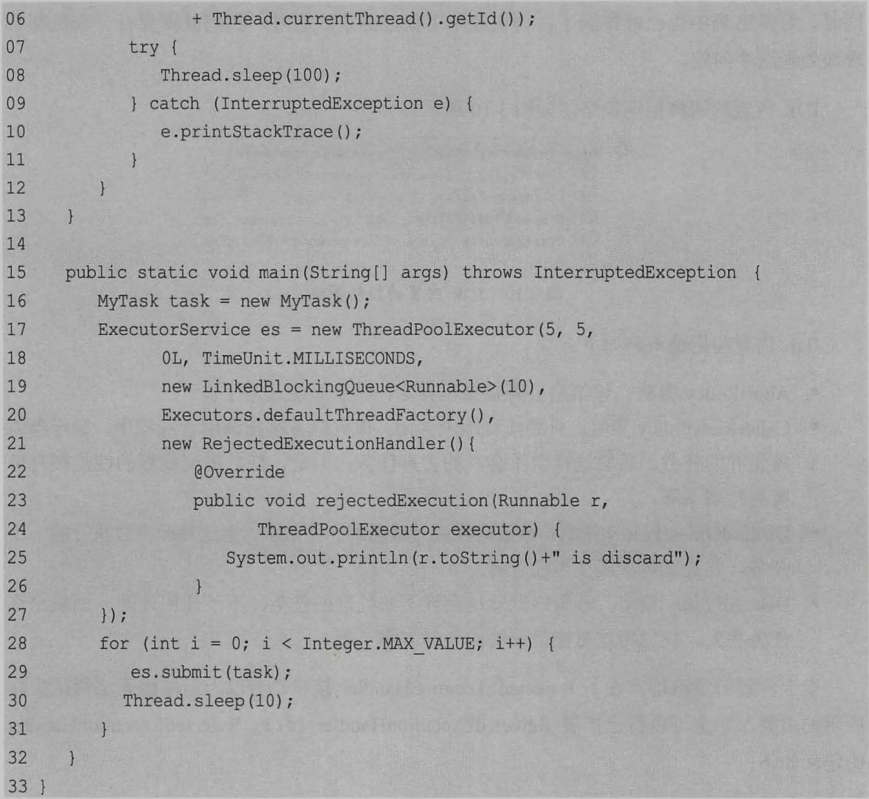 06 + Thread.currentThread().getId());
07 try {
08 Thread.sleep(100);
09 } catch (InterruptedException e) {
10 e.printStackTrace();
11 }
12 }
13 }
14
15 public static void main(String[] args) throws InterruptedException {
16 MyTask task = new MyTask();
17 ExecutorService es = new ThreadPoolExecutor(5, 5,
18 0L, TimeUnit.MILLISECONDS,
19 new LinkedBlockingQueue<Runnable>(10),
20 Executors.defaultThreadFactory(),
21 new RejectedExecutionHandler(){
22 @Override
23 public void rejectedExecution(Runnable r,
24 ThreadPoolExecutor executor) {
25 System.out.println(r.toString()+" is discard");
26 }
27 });
28 for (int i = 0; i < Integer.MAX_VALUE; i++) {
29 es.submit(task);
30 Thread.sleep(10);
31 }
32 }
33 }